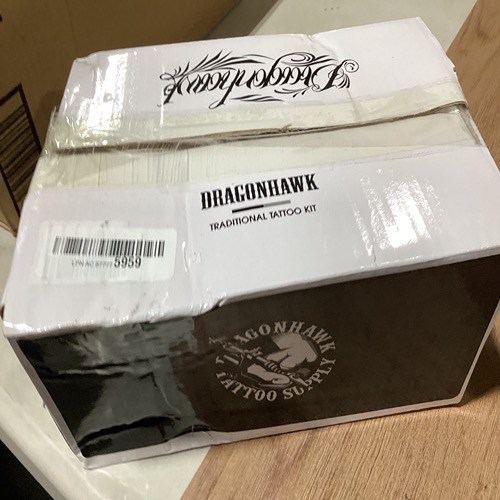 Dragonhawk
DRAGONHAWK
TRADITIONAL TATTOO KIT
5959
DRAGONHAWK
TATTOO SUPPLY